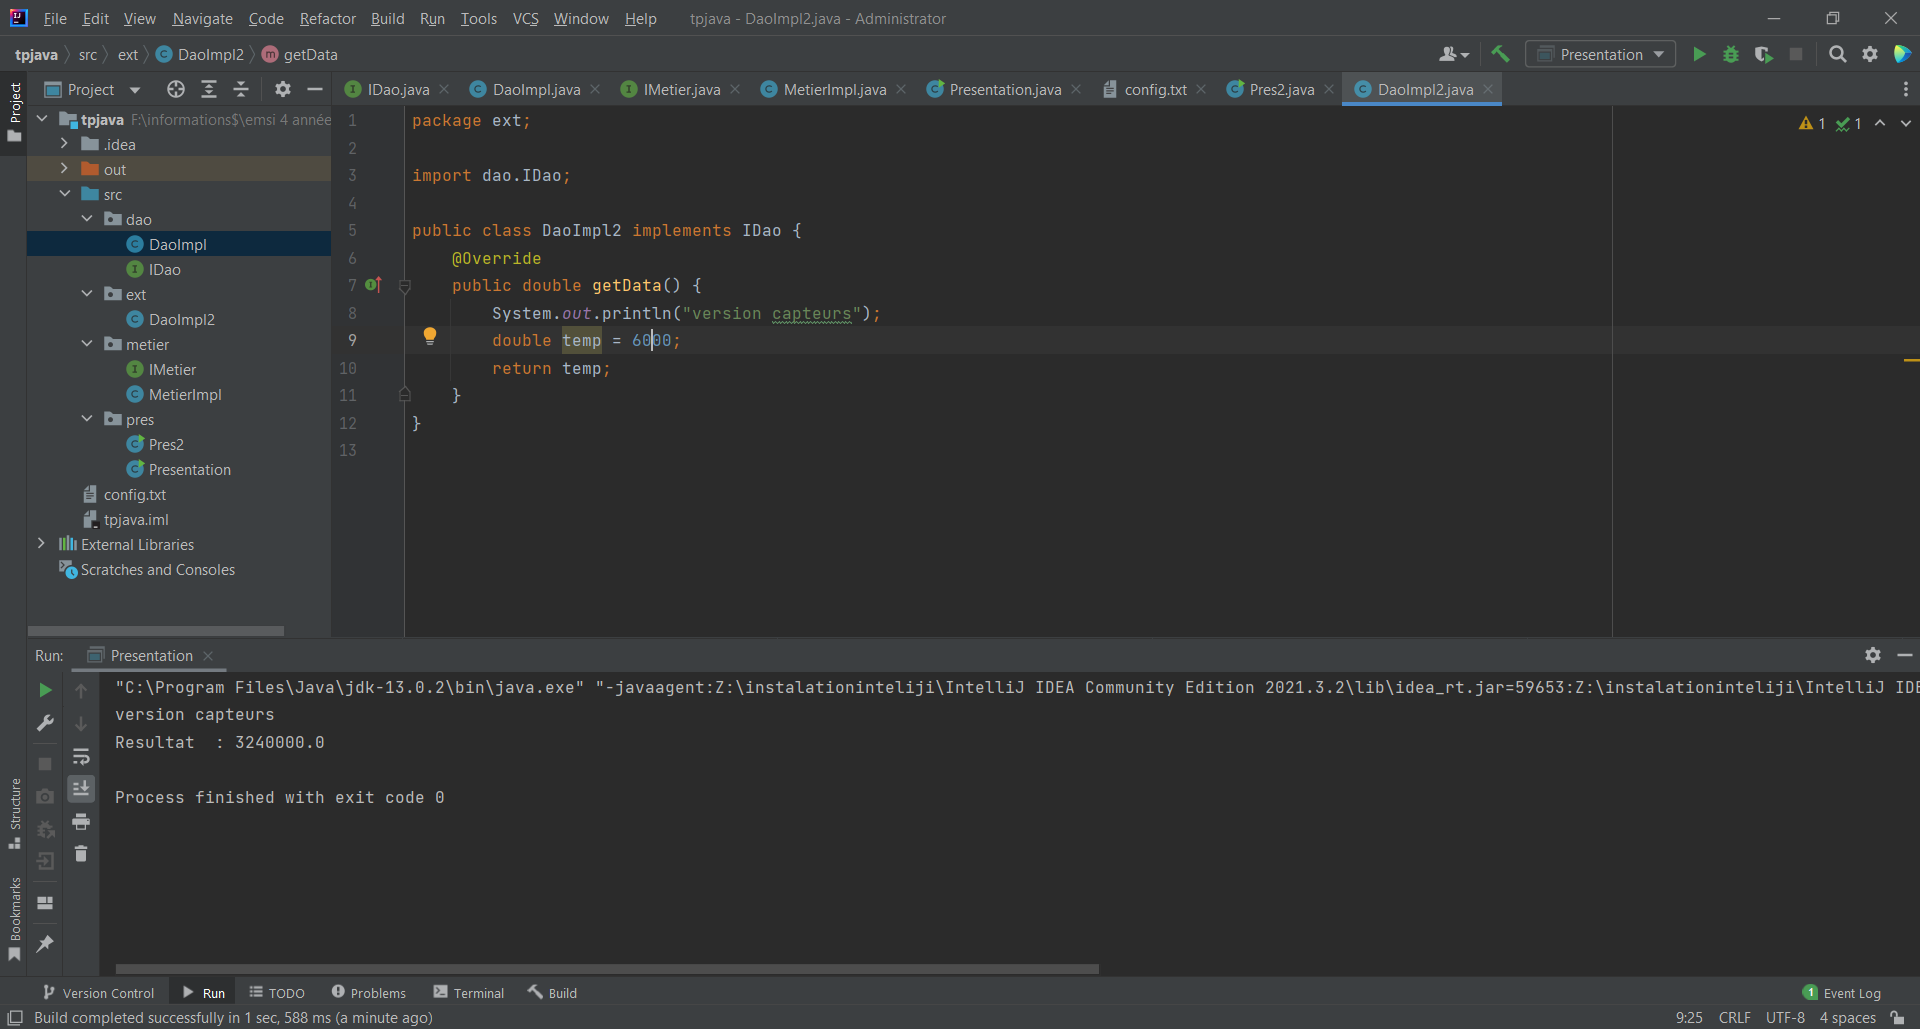 File Edit View Navigate Code Refactor Build Run Tools VCS Window Help tpjava - DaoImpl2.java - Administrator
tpjava src ext DaoImpl2 getData Presentation
Project IDao.java DaoImpl.java IMetier.java MetierImpl.java Presentation.java config.txt Pres2.java DaoImpl2.java
Project
tpjava F:\informations$\emsi 4 année
.idea
out
src
dao
DaoImpl
IDao
ext
DaoImpl2
metier
IMetier
MetierImpl
pres
Pres2
Presentation
config.txt
tpjava.iml
External Libraries
Scratches and Consoles
1 package ext;
2
3 import dao.IDao;
4
5 public class DaoImpl2 implements IDao {
6 @Override
7 public double getData() {
8 System.out.println("version capteurs");
9 double temp = 6000;
10 return temp;
11 }
12 }
13
1 1
Run: Presentation
"C:\Program Files\Java\jdk-13.0.2\bin\java.exe" "-javaagent:Z:\instalationinteliji\IntelliJ IDEA Community Edition 2021.3.2\lib\idea_rt.jar=59653:Z:\instalationinteliji\IntelliJ IDE
version capteurs
Resultat  : 3240000.0
Process finished with exit code 0
Structure
Bookmarks
Version Control Run TODO Problems Terminal Build 1 Event Log
Build completed successfully in 1 sec, 588 ms (a minute ago) 9:25 CRLF UTF-8 4 spaces